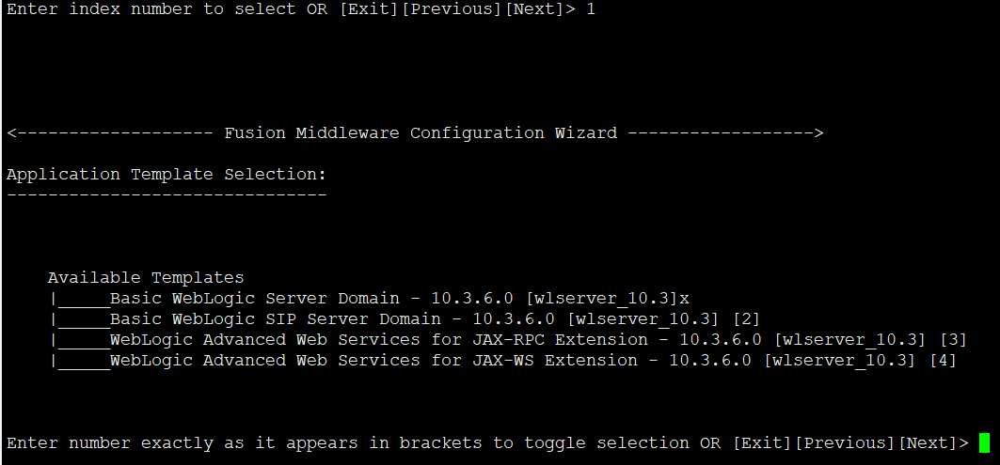 Enter index number to select OR [Exit][Previous][Next]> 1
<------------------- Fusion Middleware Configuration Wizard ------------------>
Application Template Selection:
-------------------------------
Available Templates
|_____Basic WebLogic Server Domain - 10.3.6.0 [wlserver_10.3]x
|_____Basic WebLogic SIP Server Domain - 10.3.6.0 [wlserver_10.3] [2]
|_____WebLogic Advanced Web Services for JAX-RPC Extension - 10.3.6.0 [wlserver_10.3] [3]
|_____WebLogic Advanced Web Services for JAX-WS Extension - 10.3.6.0 [wlserver_10.3] [4]
Enter number exactly as it appears in brackets to toggle selection OR [Exit][Previous][Next]>